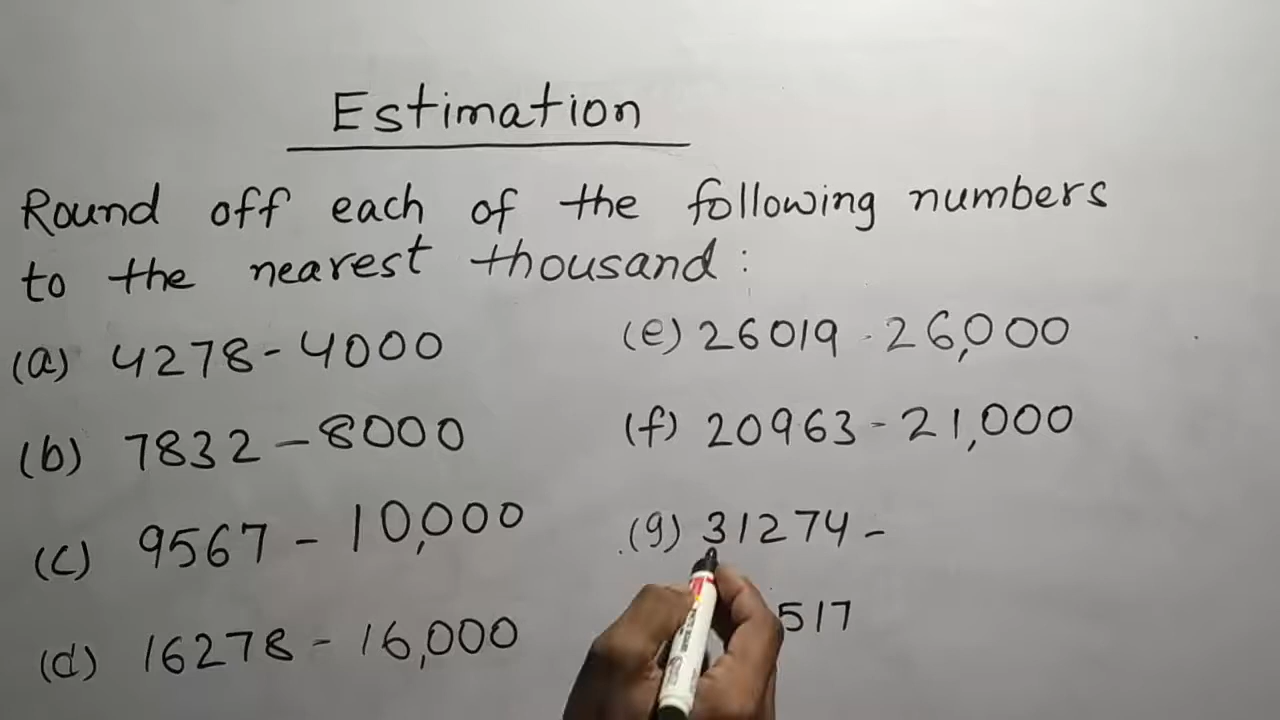 Estimation
Round off each of the following numbers
to the nearest thousand :
(a) 4278 - 4000
(b) 7832 - 8000
(c) 9567 - 10,000
(d) 16278 - 16,000
(e) 26019 - 26,000
(f) 20963 - 21,000
(g) 31274 -
517